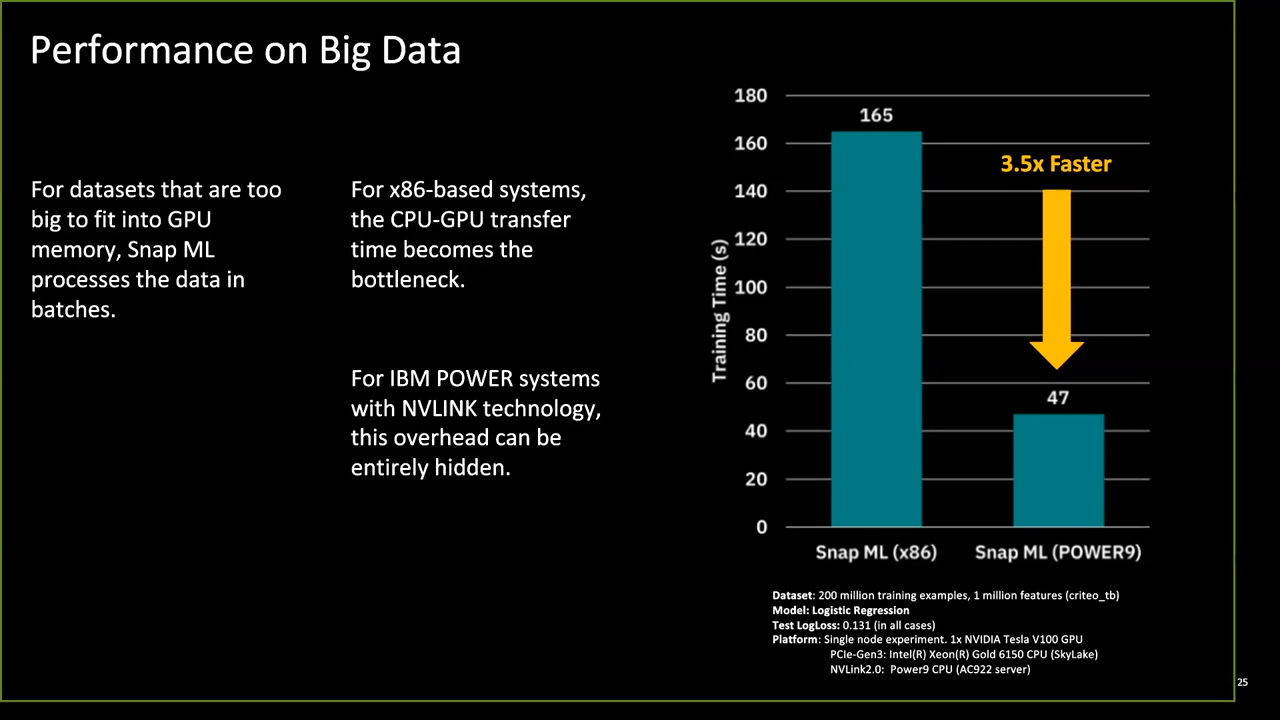 Performance on Big Data
For datasets that are too
big to fit into GPU
memory, Snap ML
processes the data in
batches.
For x86-based systems,
the CPU-GPU transfer
time becomes the
bottleneck.
For IBM POWER systems
with NVLINK technology,
this overhead can be
entirely hidden.
180
160
140
120
100
80
60
40
20
0
Training Time (s)
165
3.5x Faster
47
Snap ML (x86)
Snap ML (POWER9)
Dataset: 200 million training examples, 1 million features (criteo_tb)
Model: Logistic Regression
Test LogLoss: 0.131 (in all cases)
Platform: Single node experiment. 1x NVIDIA Tesla V100 GPU
PCIe-Gen3: Intel(R) Xeon(R) Gold 6150 CPU (SkyLake)
NVLink2.0: Power9 CPU (AC922 server)
25